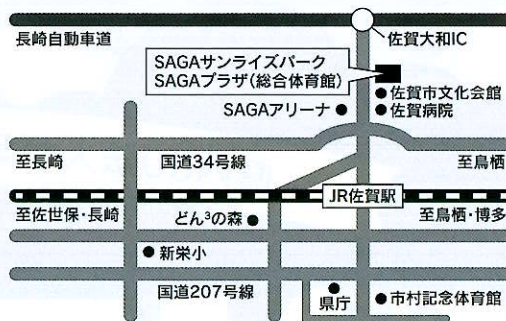 長崎自動車道
佐賀大和IC
SAGAサンライズパーク
SAGAプラザ(総合体育館)
佐賀市文化会館
SAGAアリーナ
佐賀病院
至長崎
国道34号線
至鳥栖
JR佐賀駅
至佐世保・長崎
どん³の森
至鳥栖・博多
新栄小
国道207号線
県庁
市村記念体育館